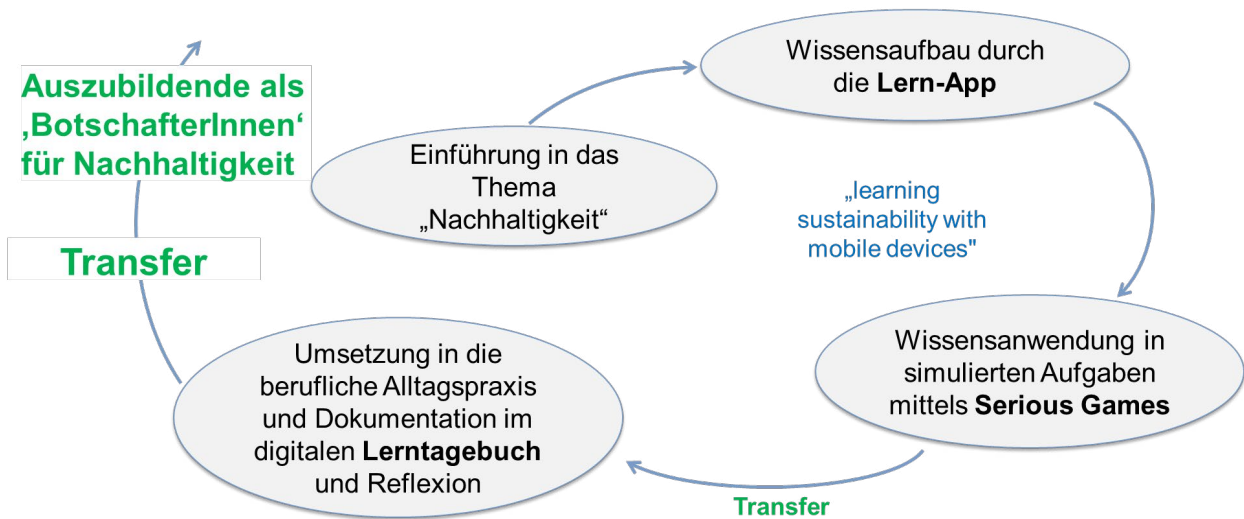 Einführung in das
Thema
„Nachhaltigkeit“
Wissensaufbau durch
die Lern-App
„learning
sustainability with
mobile devices"
Wissensanwendung in
simulierten Aufgaben
mittels Serious Games
Transfer
Umsetzung in die
berufliche Alltagspraxis
und Dokumentation im
digitalen Lerntagebuch
und Reflexion
Transfer
Auszubildende als
‚BotschafterInnen‘
für Nachhaltigkeit